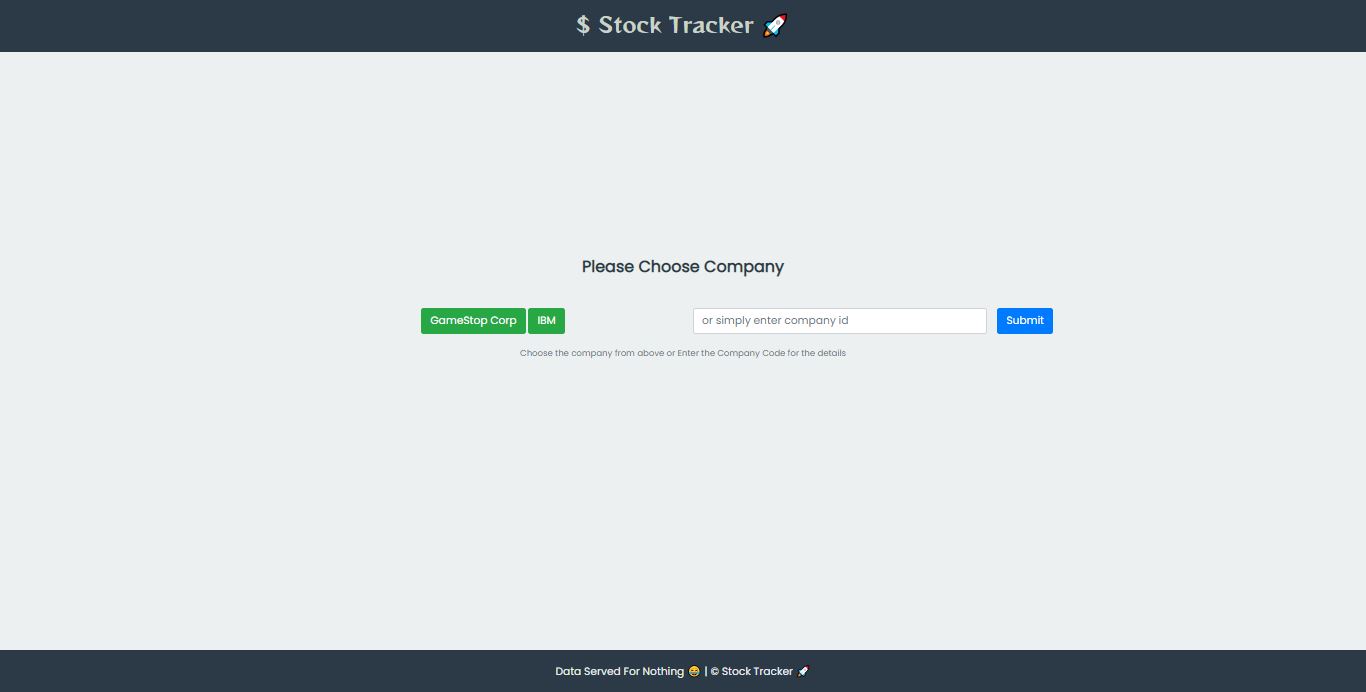 $ Stock Tracker 🚀
Please Choose Company
GameStop Corp IBM or simply enter company id Submit
Choose the company from above or Enter the Company Code for the details
Data Served For Nothing 😂 | © Stock Tracker 🚀